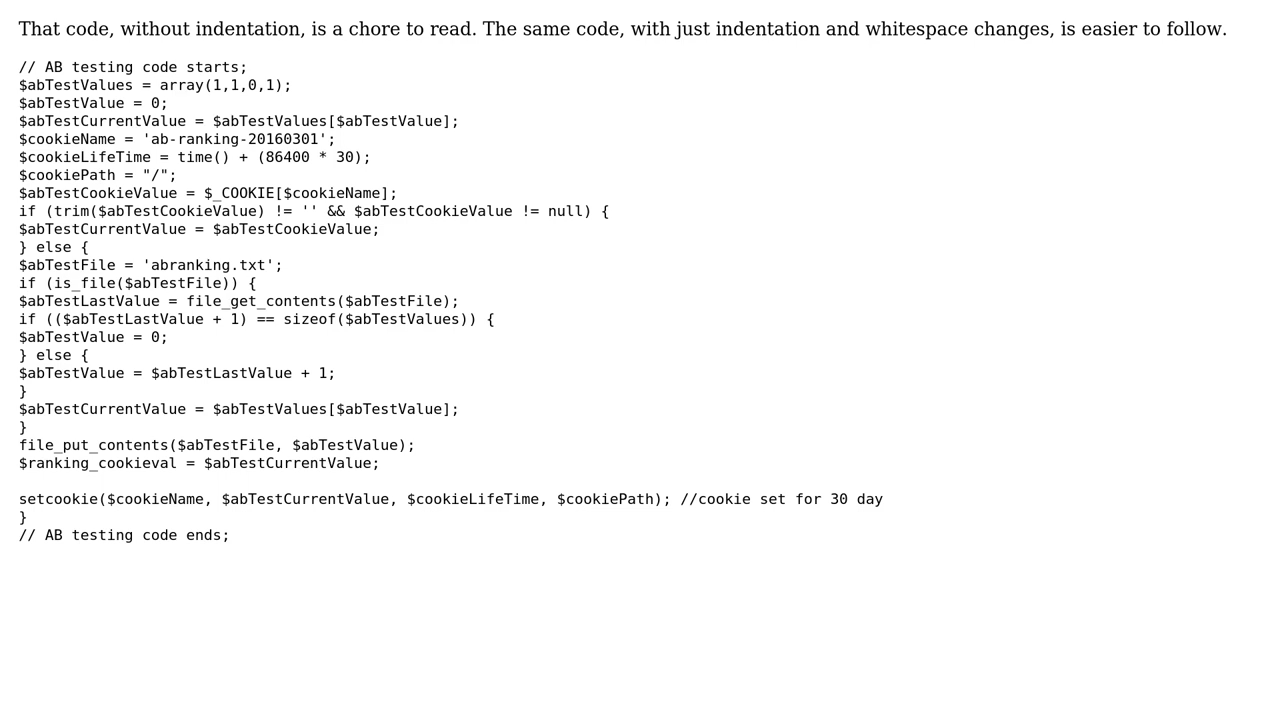 That code, without indentation, is a chore to read. The same code, with just indentation and whitespace changes, is easier to follow.
// AB testing code starts;
$abTestValues = array(1,1,0,1);
$abTestValue = 0;
$abTestCurrentValue = $abTestValues[$abTestValue];
$cookieName = 'ab-ranking-20160301';
$cookieLifeTime = time() + (86400 * 30);
$cookiePath = "/";
$abTestCookieValue = $_COOKIE[$cookieName];
if (trim($abTestCookieValue) != '' && $abTestCookieValue != null) {
$abTestCurrentValue = $abTestCookieValue;
} else {
$abTestFile = 'abranking.txt';
if (is_file($abTestFile)) {
$abTestLastValue = file_get_contents($abTestFile);
if (($abTestLastValue + 1) == sizeof($abTestValues)) {
$abTestValue = 0;
} else {
$abTestValue = $abTestLastValue + 1;
}
$abTestCurrentValue = $abTestValues[$abTestValue];
}
file_put_contents($abTestFile, $abTestValue);
$ranking_cookieval = $abTestCurrentValue;

setcookie($cookieName, $abTestCurrentValue, $cookieLifeTime, $cookiePath); //cookie set for 30 day
}
// AB testing code ends;